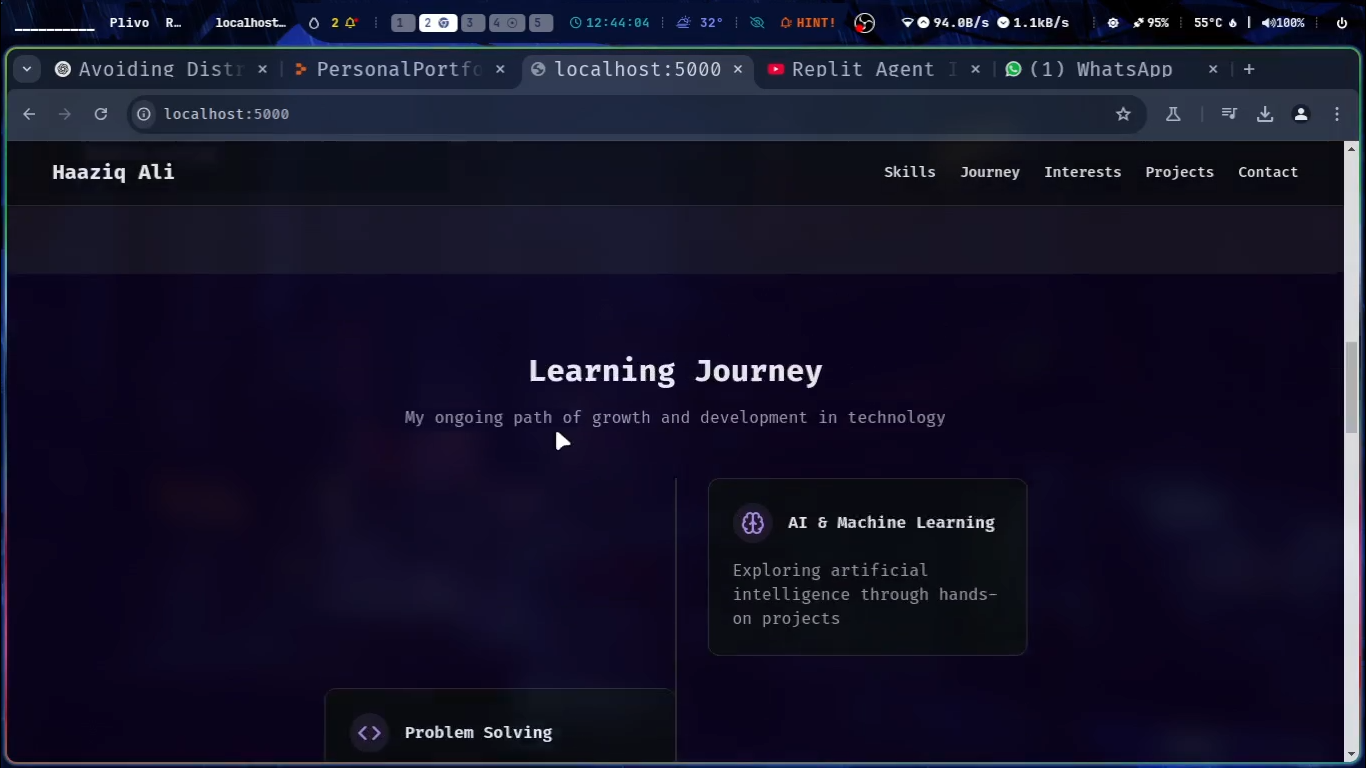 __________ Plivo R… localhost… 2 1 2 3 4 5 12:44:04 32° HINT! 94.0B/s 1.1kB/s 95% 55°C 100%
Avoiding Distr PersonalPortfo localhost:5000 Replit Agent I (1) WhatsApp
localhost:5000
Haaziq Ali Skills Journey Interests Projects Contact
Learning Journey
My ongoing path of growth and development in technology
AI & Machine Learning
Exploring artificial
intelligence through hands-
on projects
Problem Solving